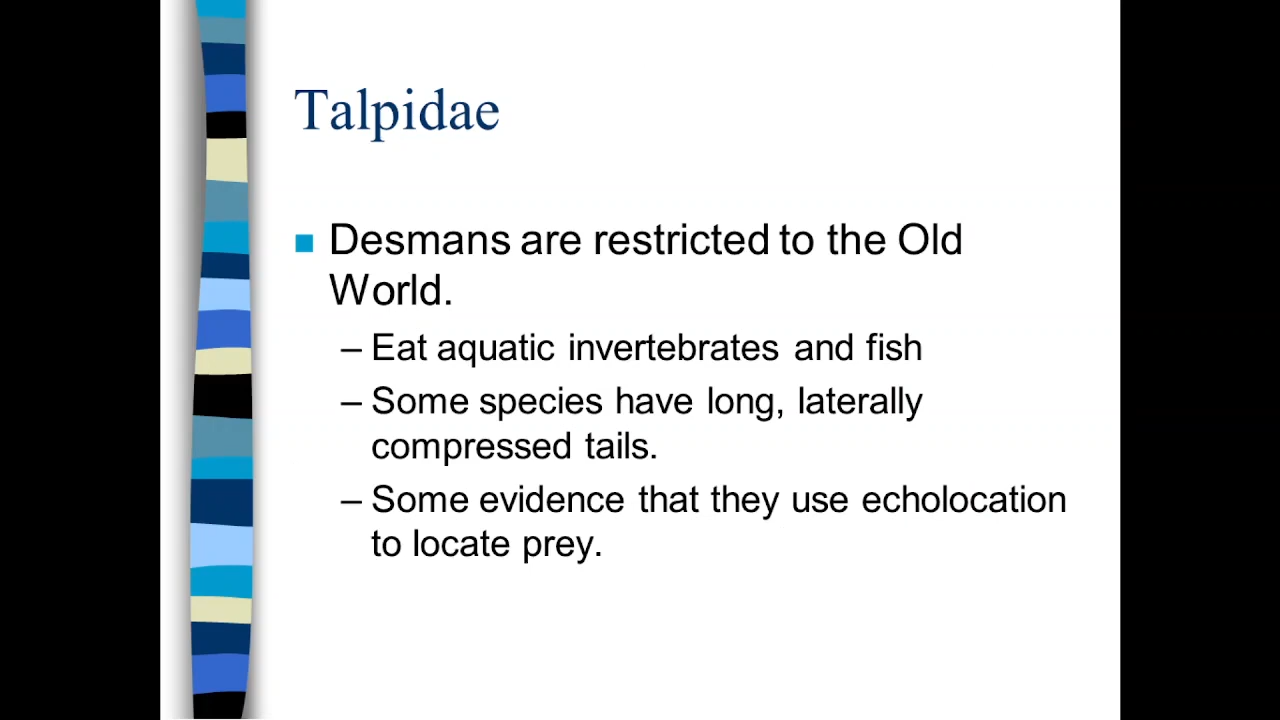 Talpidae
Desmans are restricted to the Old
World.
– Eat aquatic invertebrates and fish
– Some species have long, laterally
compressed tails.
– Some evidence that they use echolocation
to locate prey.